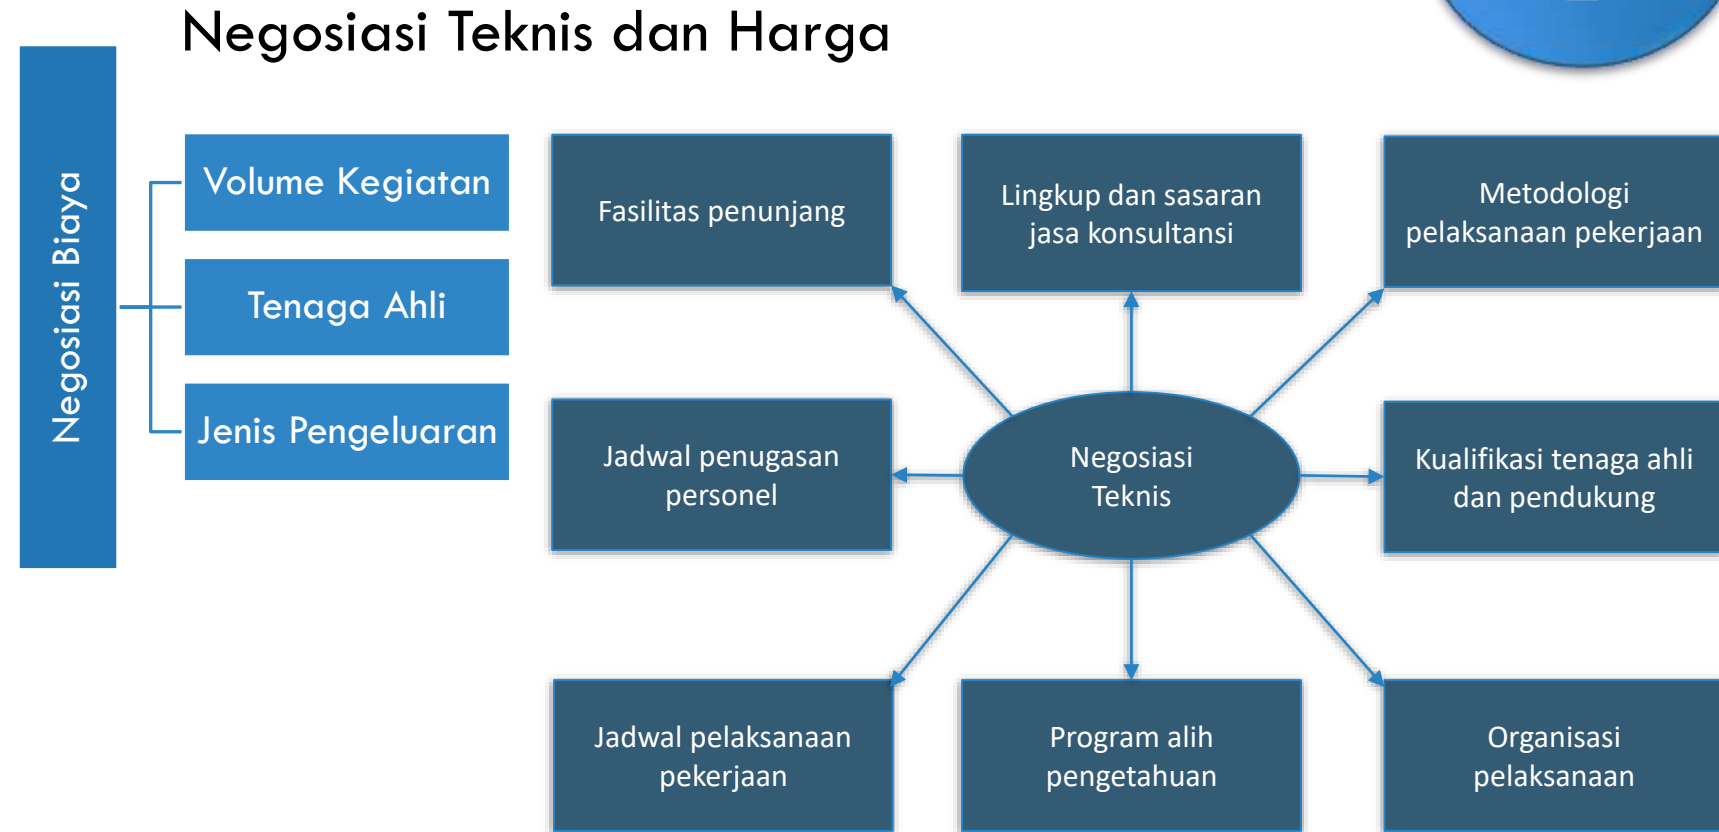 Negosiasi Teknis dan Harga
Negosiasi Biaya
Volume Kegiatan
Tenaga Ahli
Jenis Pengeluaran
Fasilitas penunjang
Lingkup dan sasaran
jasa konsultansi
Metodologi
pelaksanaan pekerjaan
Jadwal penugasan
personel
Negosiasi
Teknis
Kualifikasi tenaga ahli
dan pendukung
Jadwal pelaksanaan
pekerjaan
Program alih
pengetahuan
Organisasi
pelaksanaan